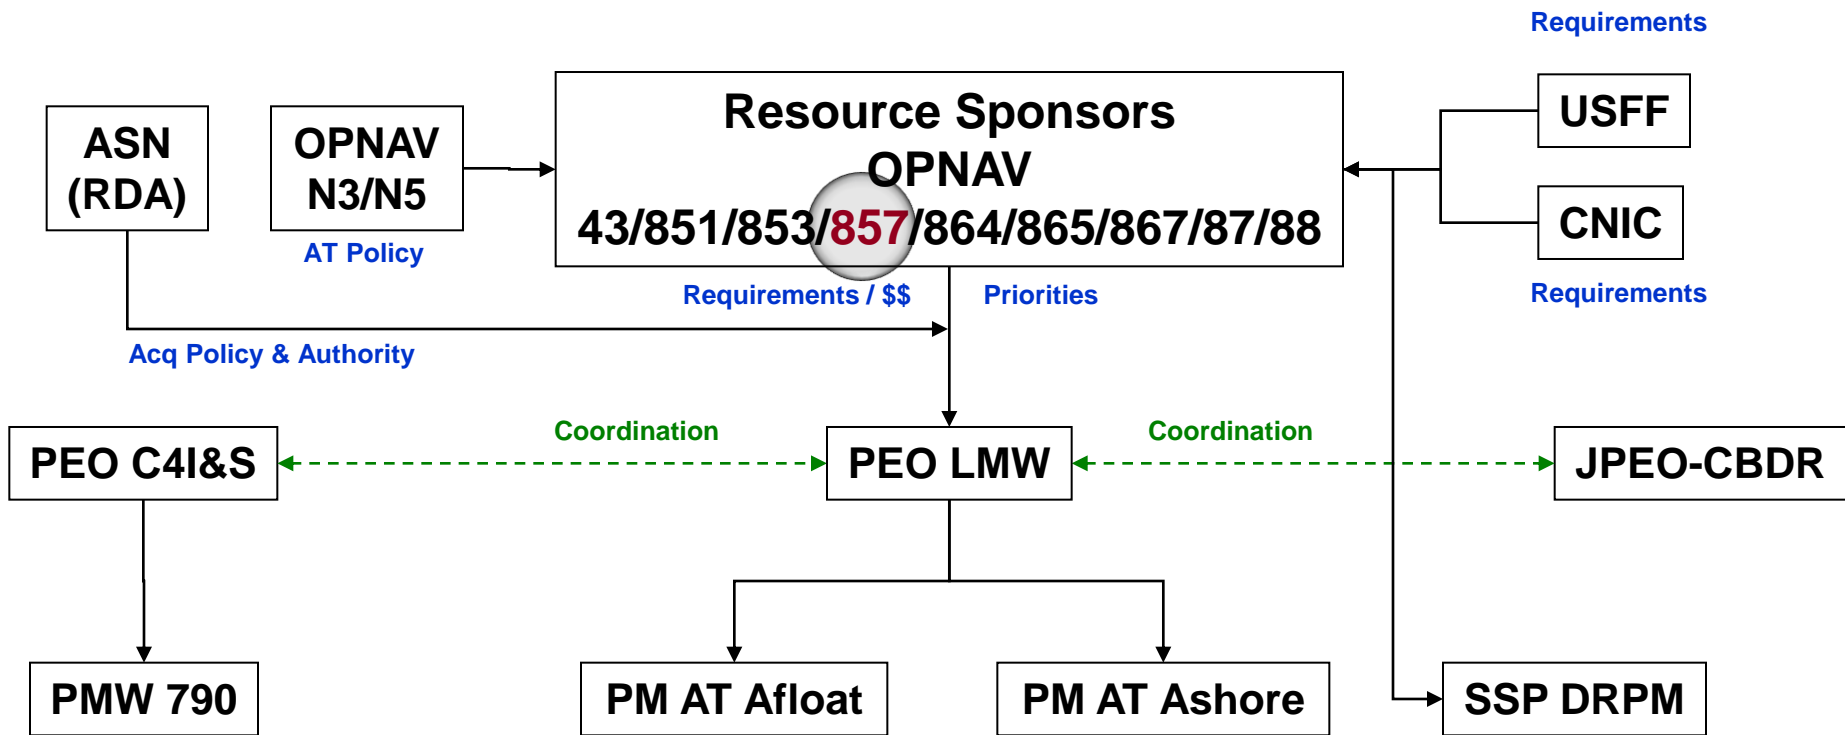 Requirements
USFF
ASN
(RDA)
OPNAV
N3/N5
AT Policy
Resource Sponsors
OPNAV
43/851/853/857/864/865/867/87/88
CNIC
Requirements
Requirements / $$
Priorities
Acq Policy & Authority
Coordination
Coordination
PEO C4I&S
PEO LMW
JPEO-CBDR
PMW 790
PM AT Afloat
PM AT Ashore
SSP DRPM